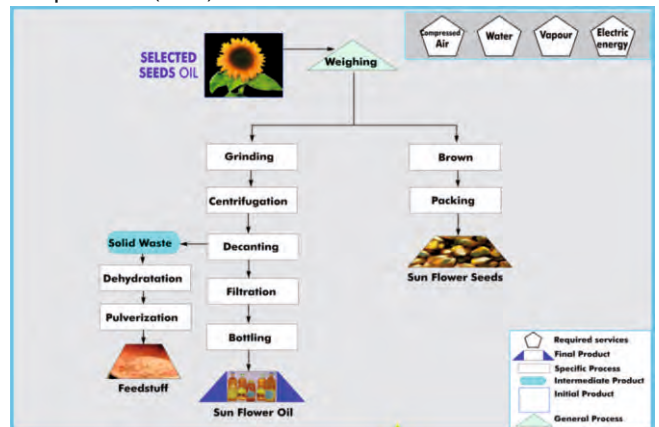 SELECTED
SEEDS OIL
Weighing
Compressed
Air
Water
Vapour
Electric
energy
Grinding
Brown
Centrifugation
Packing
Solid Waste
Decanting
Sun Flower Seeds
Dehydratation
Filtration
Pulverization
Bottling
Feedstuff
Sun Flower Oil
Required services
Final Product
Specific Process
Intermediate Product
Initial Product
General Process